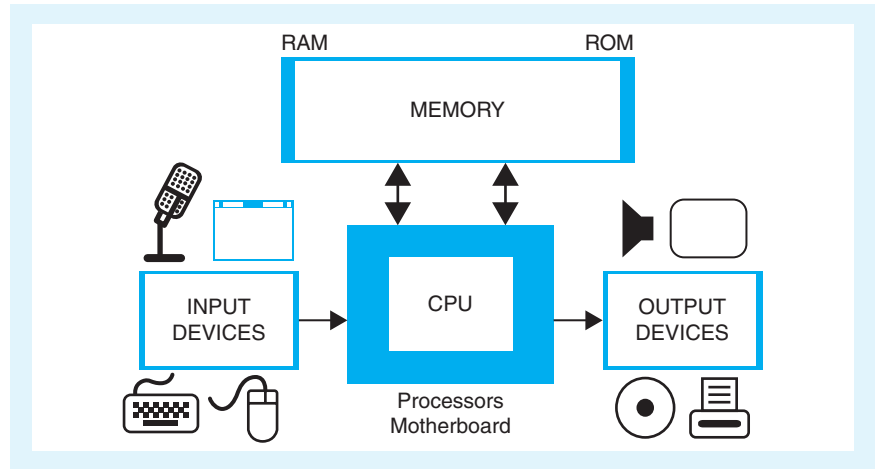 RAM
ROM
MEMORY
INPUT
DEVICES
CPU
OUTPUT
DEVICES
Processors
Motherboard